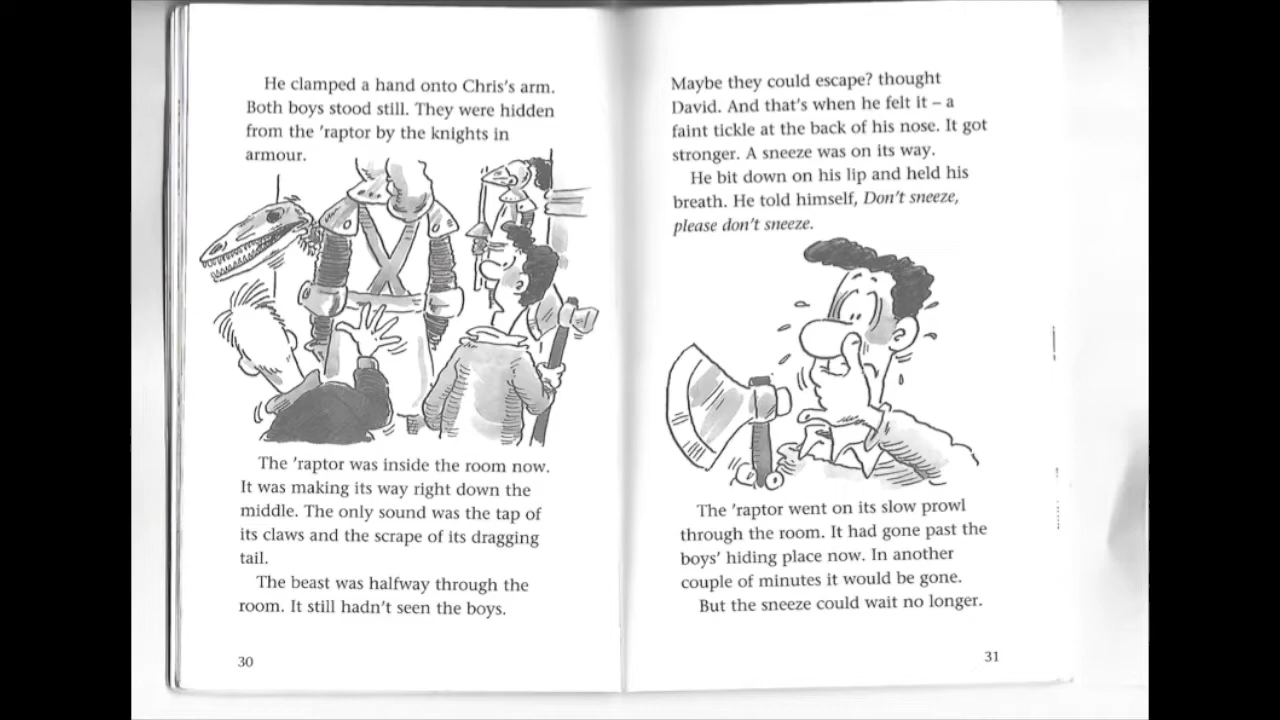 He clamped a hand onto Chris's arm.
Both boys stood still. They were hidden
from the 'raptor by the knights in
armour.
The 'raptor was inside the room now.
It was making its way right down the
middle. The only sound was the tap of
its claws and the scrape of its dragging
tail.
The beast was halfway through the
room. It still hadn't seen the boys.
30
Maybe they could escape? thought
David. And that's when he felt it – a
faint tickle at the back of his nose. It got
stronger. A sneeze was on its way.
He bit down on his lip and held his
breath. He told himself, Don't sneeze,
please don't sneeze.
The 'raptor went on its slow prowl
through the room. It had gone past the
boys' hiding place now. In another
couple of minutes it would be gone.
But the sneeze could wait no longer.
31